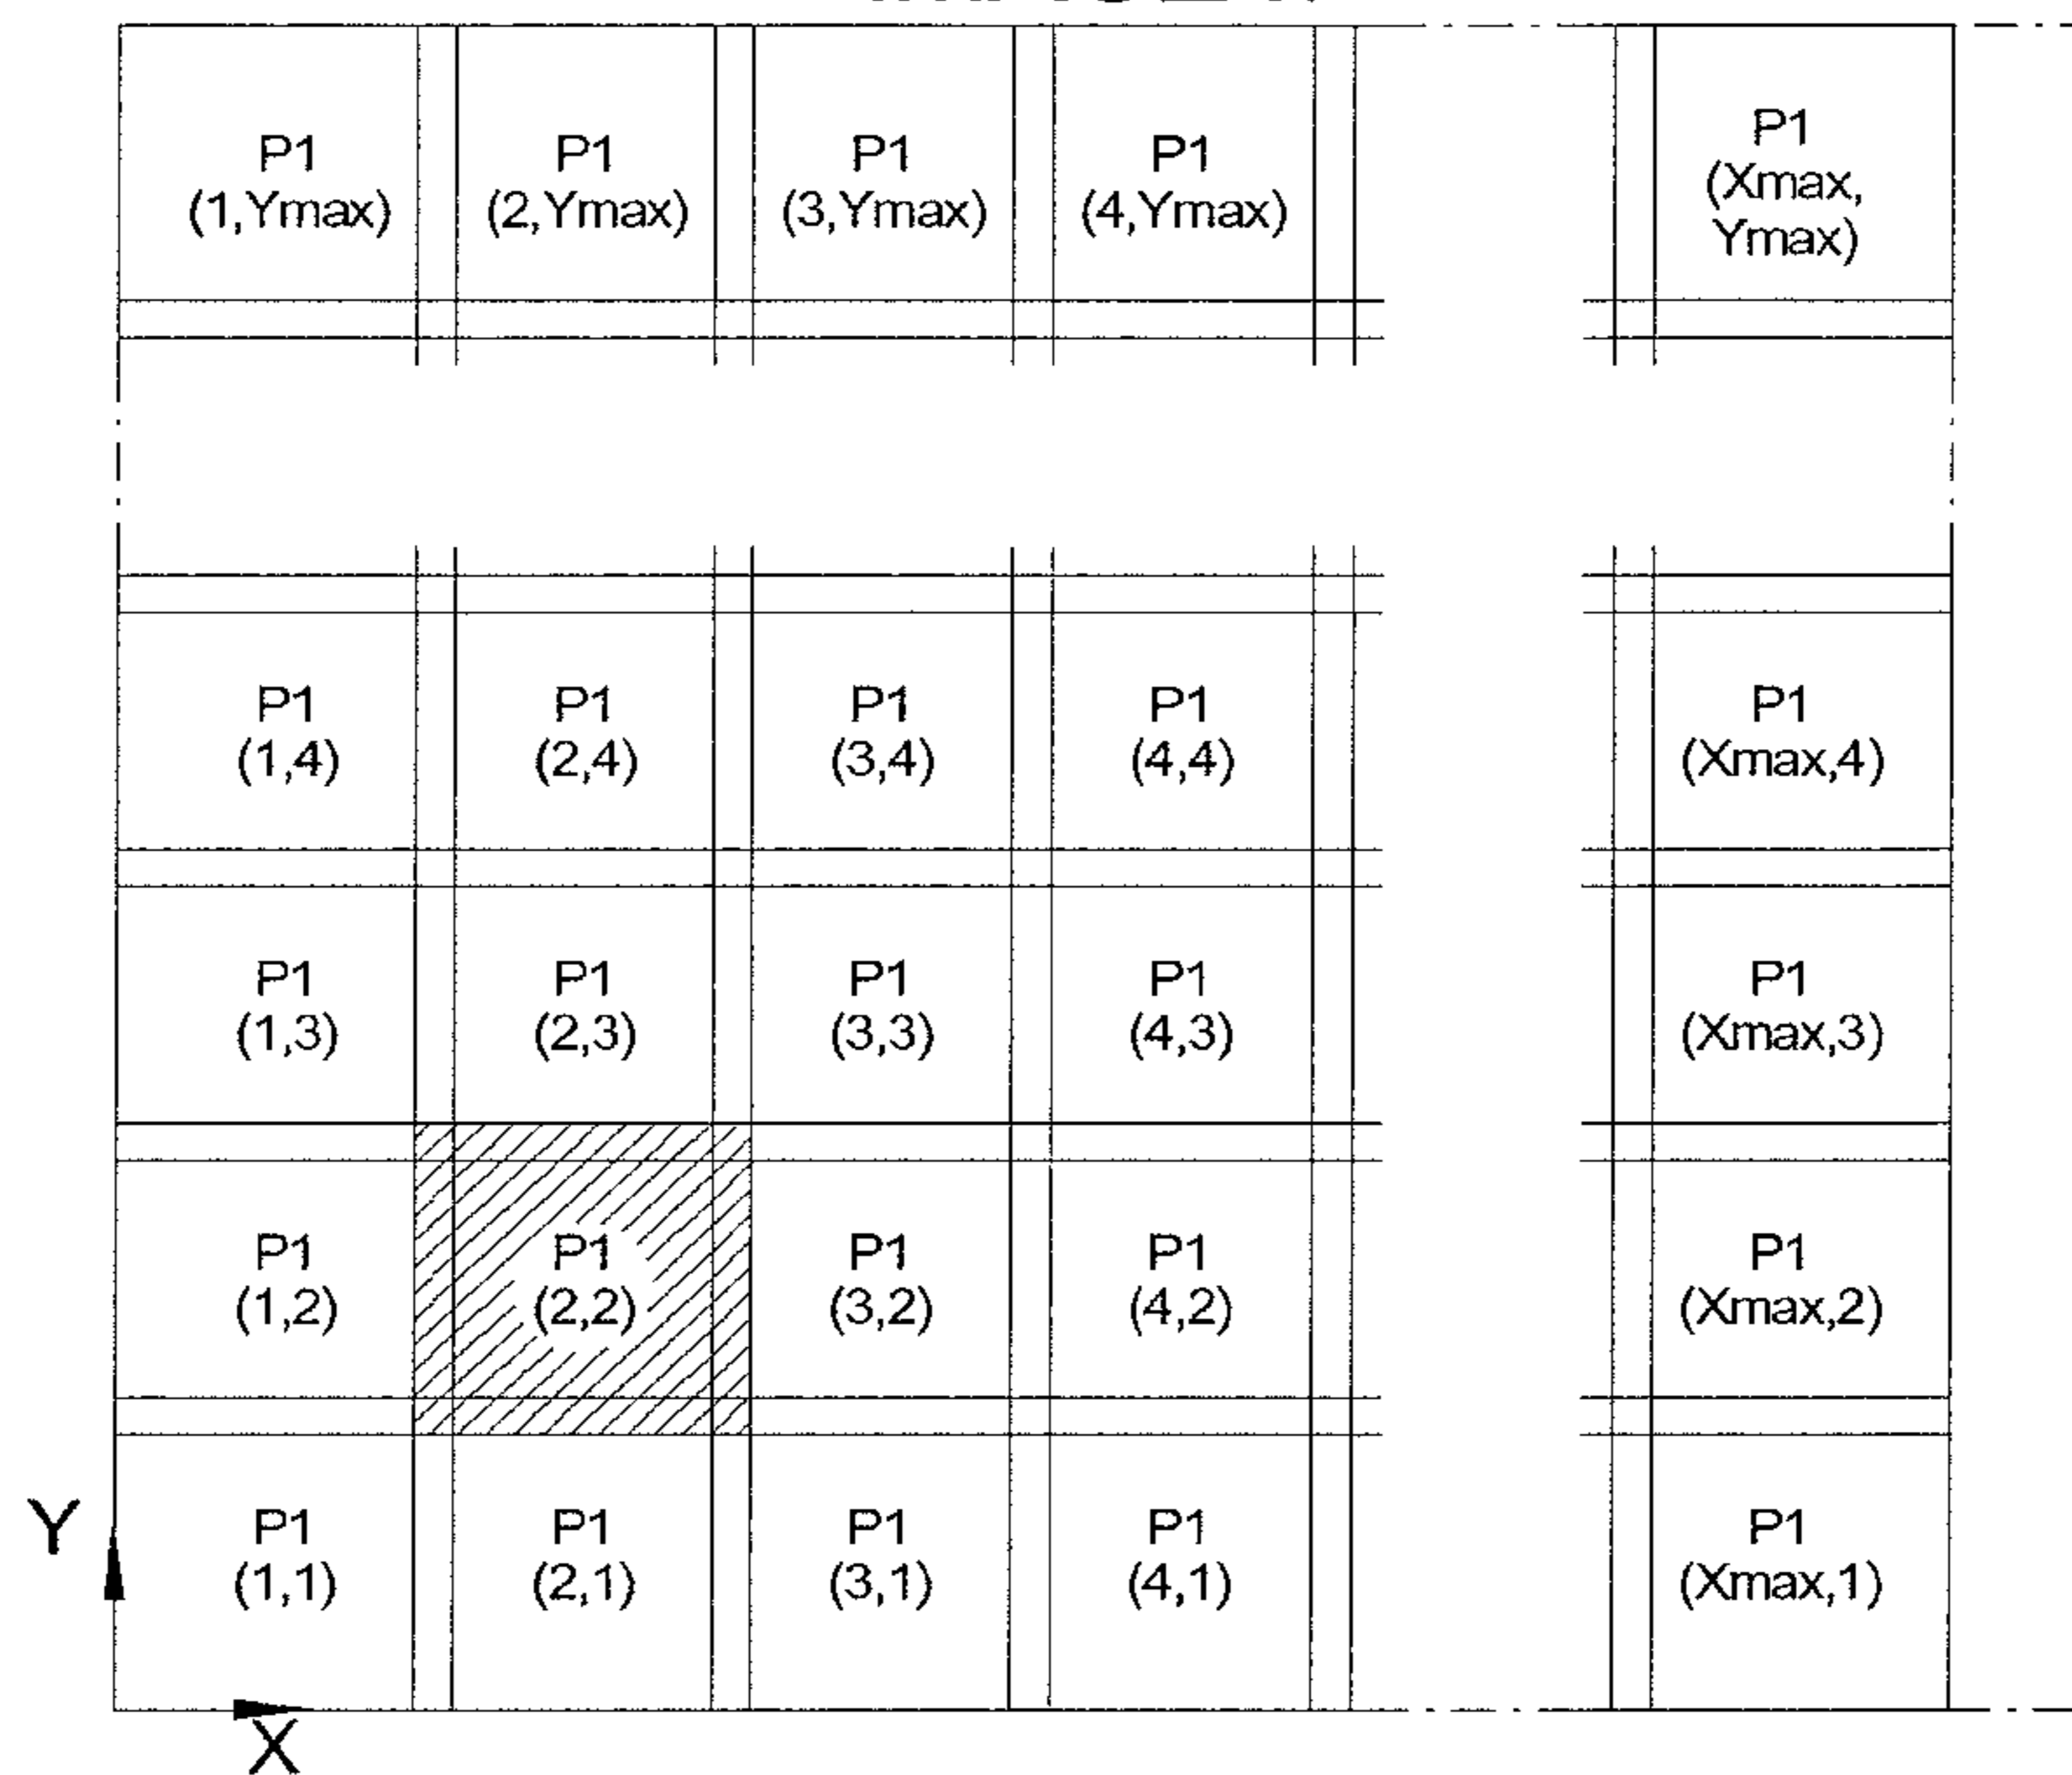 P1
(1,Ymax)
P1
(2,Ymax)
P1
(3,Ymax)
P1
(4,Ymax)
P1
(Xmax,
Ymax)
P1
(1,4)
P1
(2,4)
P1
(3,4)
P1
(4,4)
P1
(Xmax,4)
P1
(1,3)
P1
(2,3)
P1
(3,3)
P1
(4,3)
P1
(Xmax,3)
P1
(1,2)
P1
(2,2)
P1
(3,2)
P1
(4,2)
P1
(Xmax,2)
Y
P1
(1,1)
P1
(2,1)
P1
(3,1)
P1
(4,1)
P1
(Xmax,1)
X